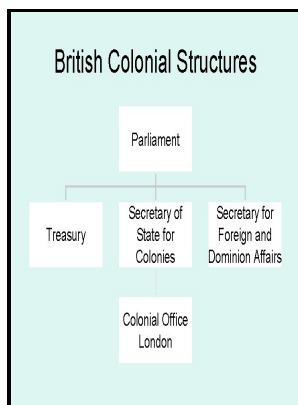 British Colonial Structures
Parliament
Treasury
Secretary of
State for
Colonies
Secretary for
Foreign and
Dominion Affairs
Colonial Office
London